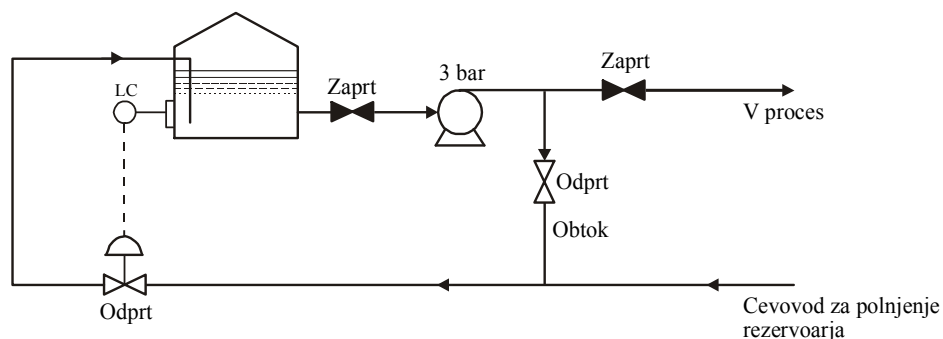 3 bar
Zaprt
Zaprt
LC
V proces
Odprt
Obtok
Odprt
Cevovod za polnjenje
rezervoarja